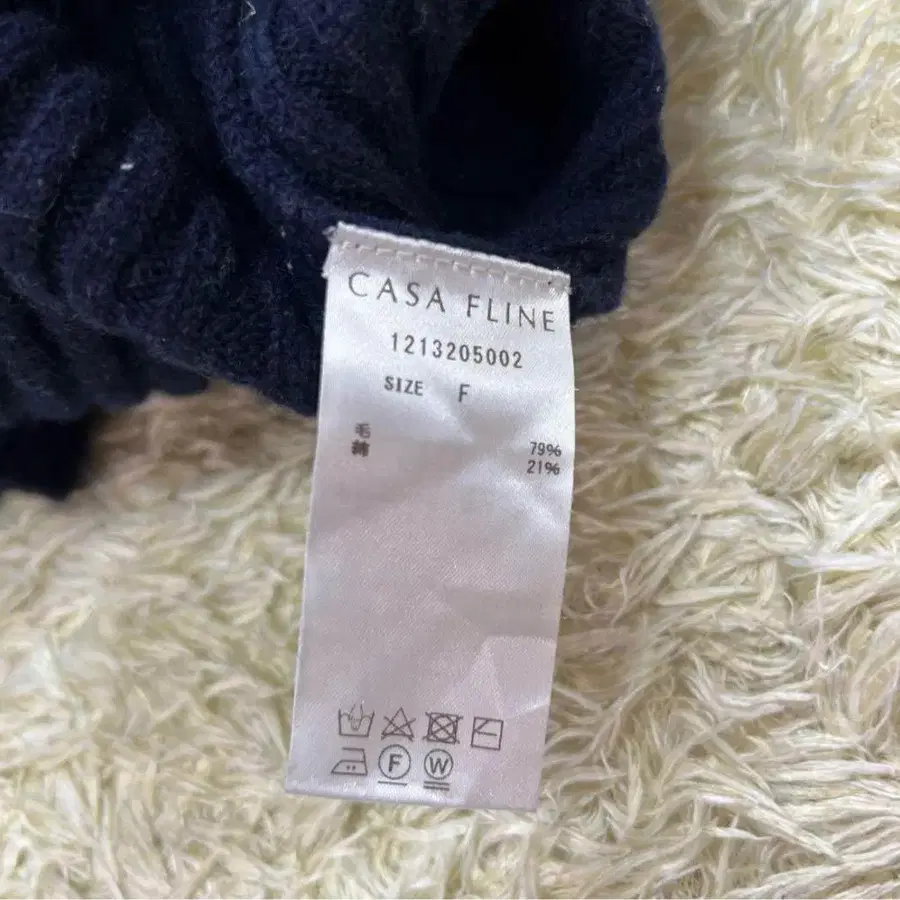 CASA FLINE
1213205002
SIZE F
毛 79%
綿 21%
F W